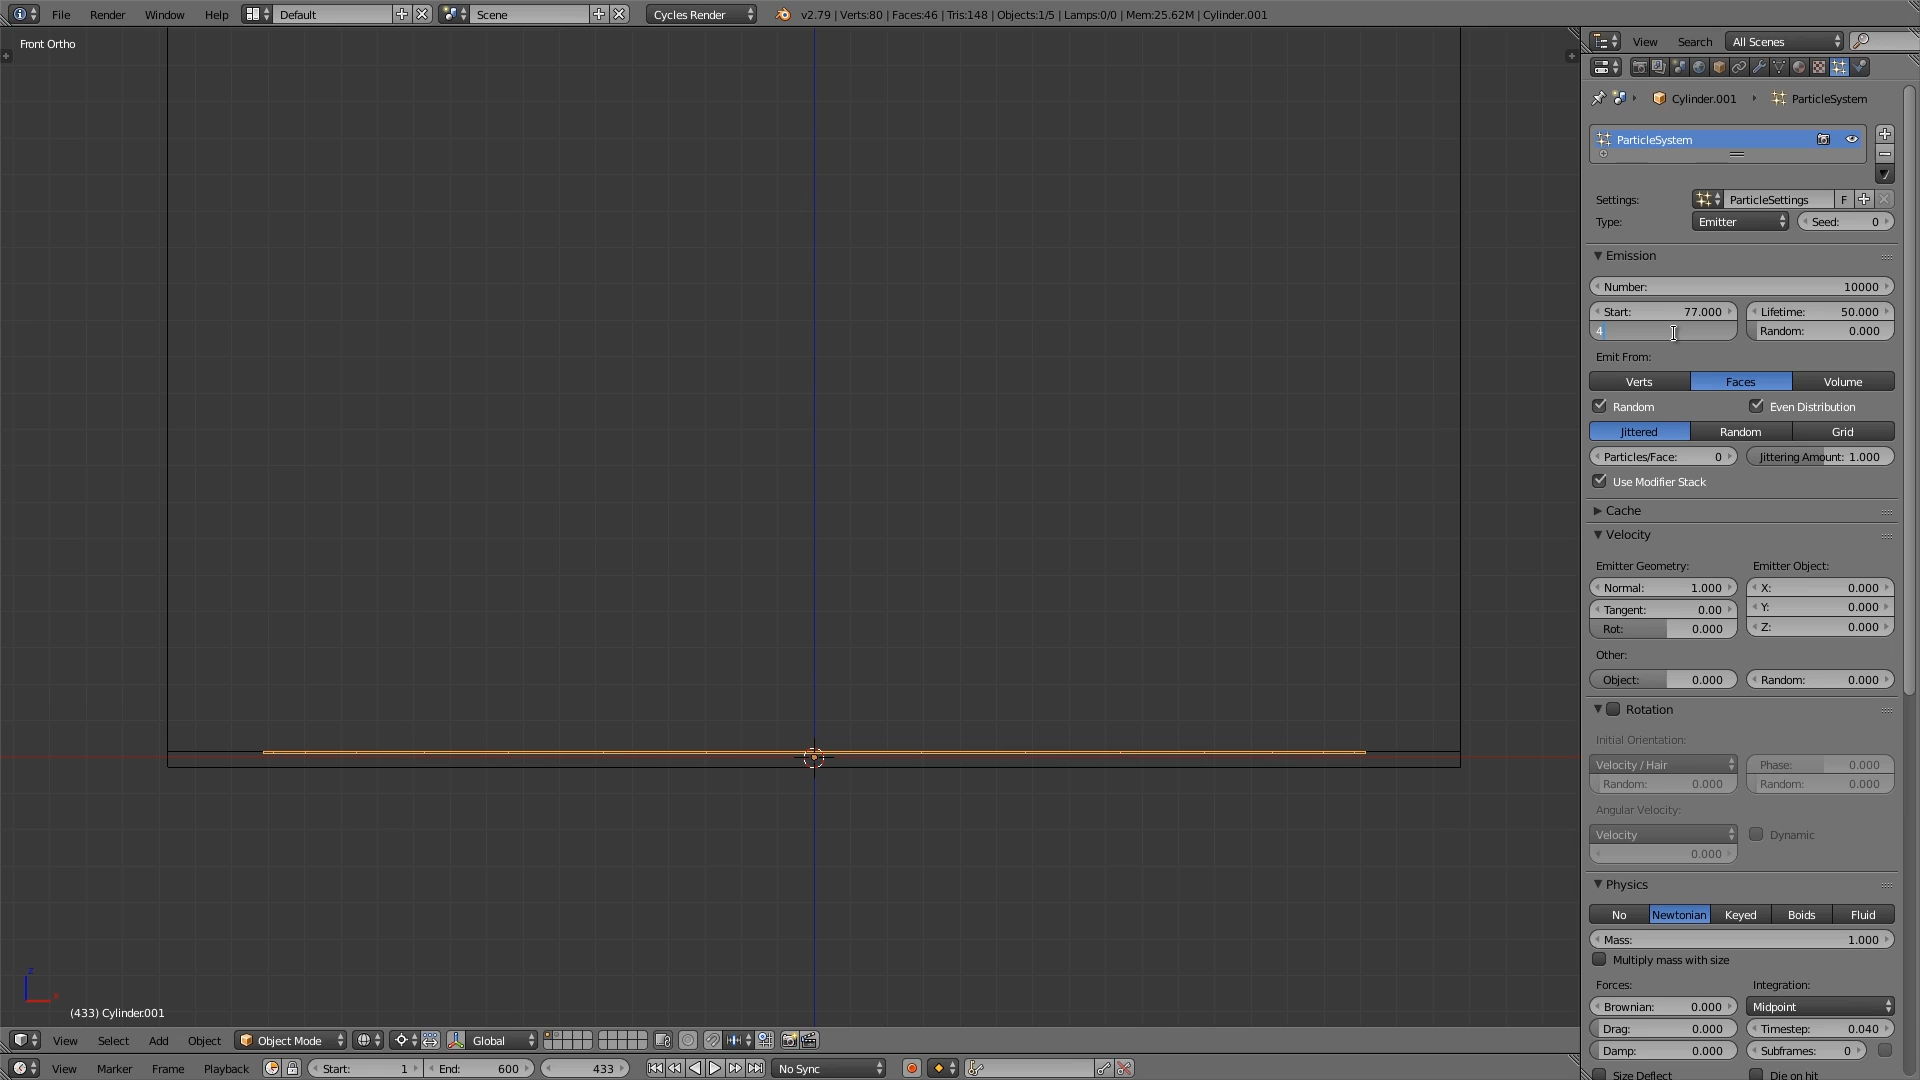 File Render Window Help Default Scene Cycles Render v2.79 | Verts:80 | Faces:46 | Tris:148 | Objects:1/5 | Lamps:0/0 | Mem:25.62M | Cylinder.001
Front Ortho
View Search All Scenes
Cylinder.001 ParticleSystem
ParticleSystem
Settings: ParticleSettings F
Type: Emitter Seed: 0
Emission
Number: 10000
Start: 77.000 Lifetime: 50.000
4 Random: 0.000
Emit From:
Verts Faces Volume
Random Even Distribution
Jittered Random Grid
Particles/Face: 0 Jittering Amount: 1.000
Use Modifier Stack
Cache
Velocity
Emitter Geometry: Emitter Object:
Normal: 1.000 X: 0.000
Tangent: 0.00 Y: 0.000
Rot: 0.000 Z: 0.000
Other:
Object: 0.000 Random: 0.000
Rotation
Initial Orientation:
Velocity / Hair Phase: 0.000
Random: 0.000 Random: 0.000
Angular Velocity:
Velocity Dynamic
0.000
Physics
No Newtonian Keyed Boids Fluid
Mass: 1.000
Multiply mass with size
Forces: Integration:
Brownian: 0.000 Midpoint
Drag: 0.000 Timestep: 0.040
Damp: 0.000 Subframes: 0
Size Deflect Die on hit
z
x
(433) Cylinder.001
View Select Add Object Object Mode Global
View Marker Frame Playback Start: 1 End: 600 433 No Sync